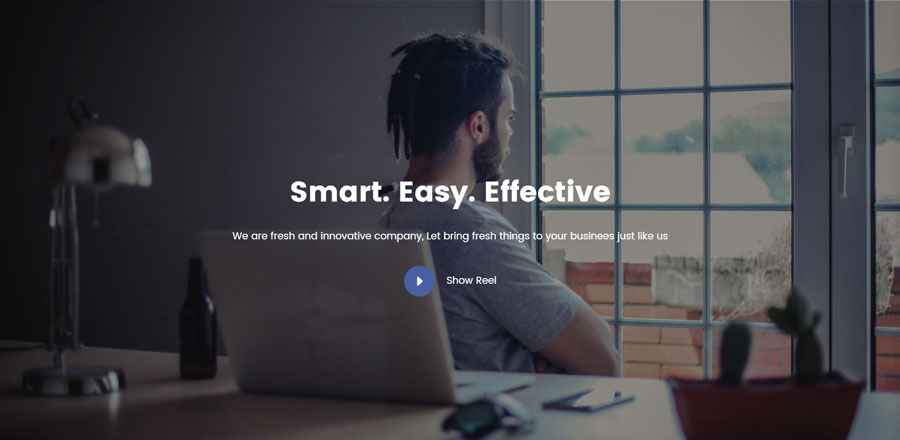 Smart. Easy. Effective
We are fresh and innovative company, Let bring fresh things to your businees just like us
Show Reel